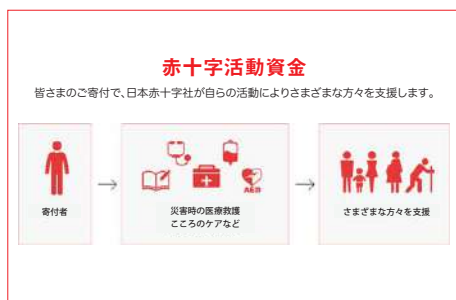 赤十字活動資金
皆さまのご寄付で、日本赤十字社が自らの活動によりさまざまな方々を支援します。
AED
寄付者
災害時の医療救護
こころのケアなど
さまざまな方々を支援